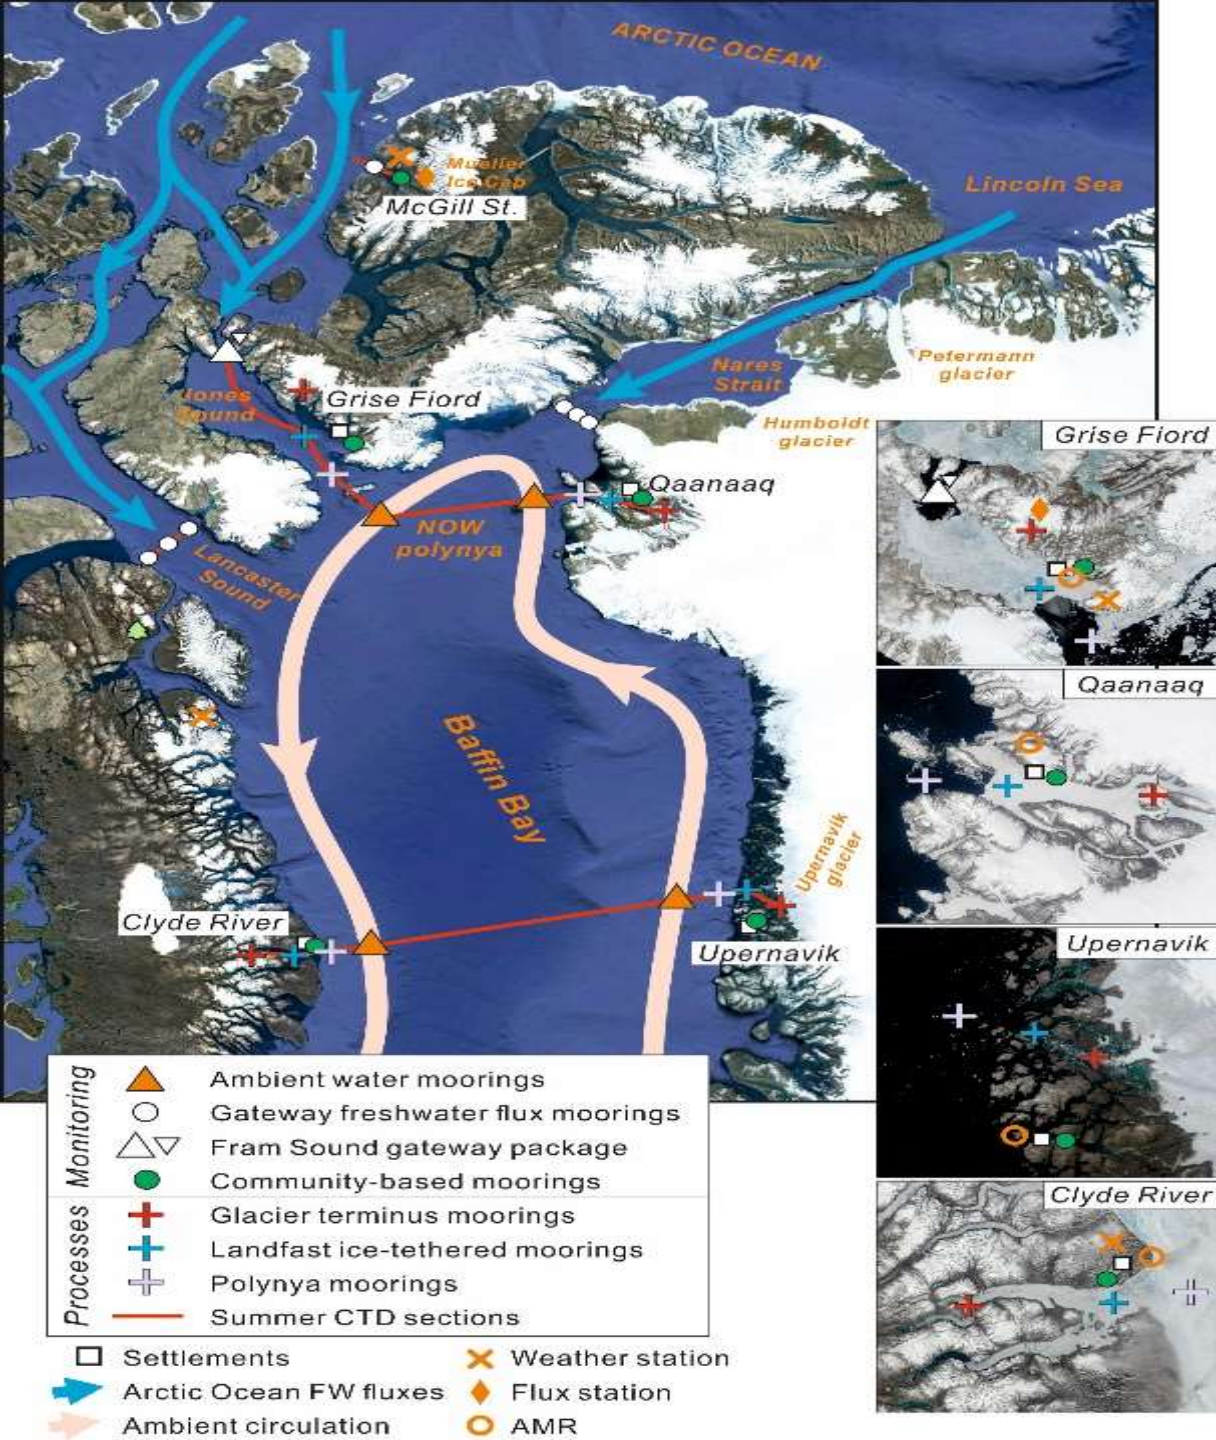 ARCTIC OCEAN
Mueller
Ice Cap
McGill St.
Lincoln Sea
Petermann
glacier
Nares
Strait
Jones
Sound
Grise Fiord
Humboldt
glacier
Qaanaaq
NOW
polynya
Lancaster
Sound
Baffin Bay
Upernavik
glacier
Clyde River
Upernavik
Grise Fiord
Qaanaaq
Upernavik
Clyde River
Monitoring
Ambient water moorings
Gateway freshwater flux moorings
Fram Sound gateway package
Community-based moorings
Processes
Glacier terminus moorings
Landfast ice-tethered moorings
Polynya moorings
Summer CTD sections
Settlements
Arctic Ocean FW fluxes
Ambient circulation
Weather station
Flux station
AMR